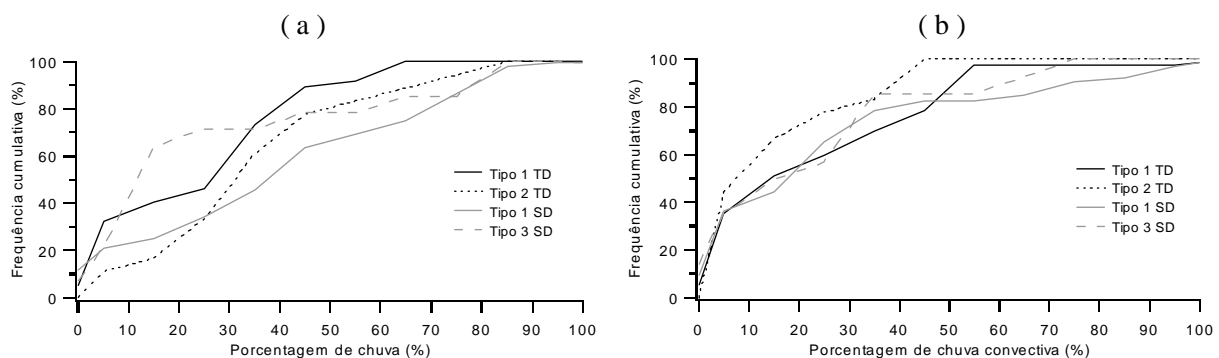 ( a )
( b )
Frequência cumulativa (%)
100
80
60
40
20
0
Tipo 1 TD
Tipo 2 TD
Tipo 1 SD
Tipo 3 SD
0 10 20 30 40 50 60 70 80 90 100
Porcentagem de chuva (%)
Frequência cumulativa (%)
100
80
60
40
20
0
Tipo 1 TD
Tipo 2 TD
Tipo 1 SD
Tipo 3 SD
0 10 20 30 40 50 60 70 80 90 100
Porcentagem de chuva convectiva (%)